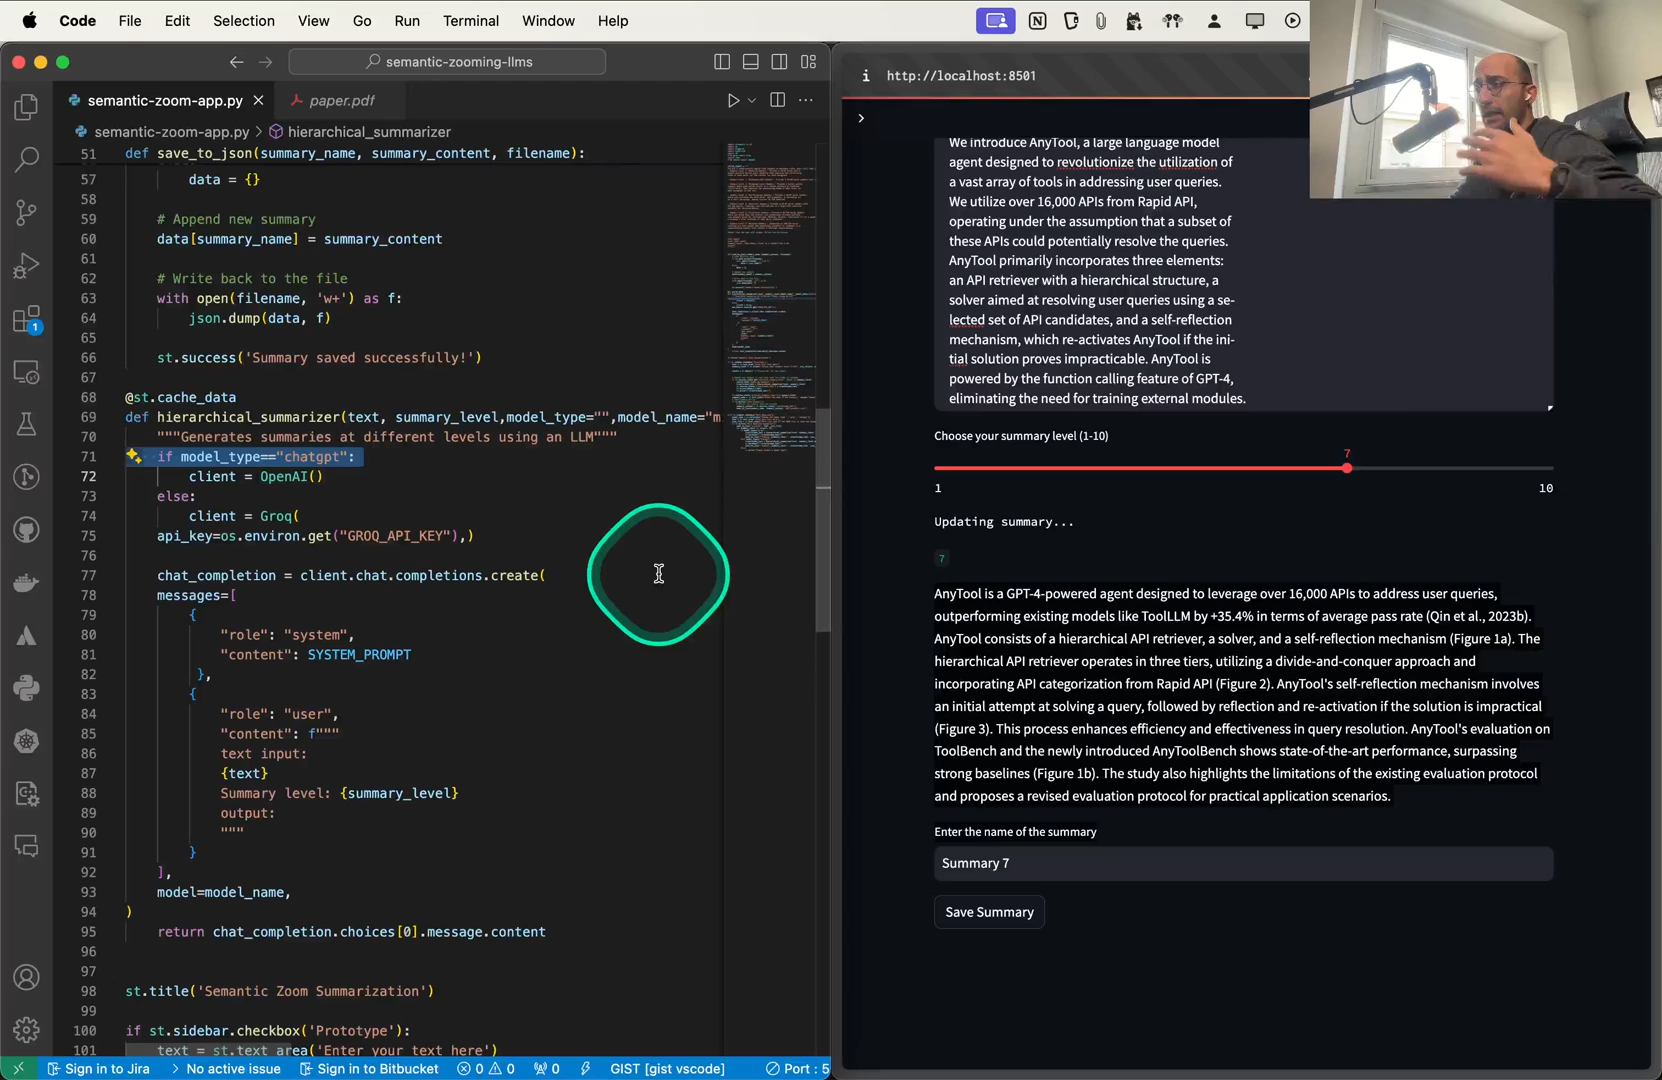 Code File Edit Selection View Go Run Terminal Window Help
semantic-zooming-llms
semantic-zoom-app.py
paper.pdf
semantic-zoom-app.py > hierarchical_summarizer
51 def save_to_json(summary_name, summary_content, filename):
57 data = {}
58
59 # Append new summary
60 data[summary_name] = summary_content
61
62 # Write back to the file
63 with open(filename, 'w+') as f:
64 json.dump(data, f)
65
66 st.success('Summary saved successfully!')
67
68 @st.cache_data
69 def hierarchical_summarizer(text, summary_level,model_type="",model_name="m
70 """Generates summaries at different levels using an LLM"""
71 if model_type=="chatgpt":
72 client = OpenAI()
73 else:
74 client = Groq(
75 api_key=os.environ.get("GROQ_API_KEY"),)
76
77 chat_completion = client.chat.completions.create(
78 messages=[
79 {
80 "role": "system",
81 "content": SYSTEM_PROMPT
82 },
83 {
84 "role": "user",
85 "content": f"""
86 text input:
87 {text}
88 Summary level: {summary_level}
89 output:
90 """
91 }
92 ],
93 model=model_name,
94 )
95 return chat_completion.choices[0].message.content
96
97
98 st.title('Semantic Zoom Summarization')
99
100 if st.sidebar.checkbox('Prototype'):
101 text = st.text_area('Enter your text here')
1
Sign in to Jira
No active issue
Sign in to Bitbucket
0 0
0
GIST [gist vscode]
Port : 5
http://localhost:8501
We introduce AnyTool, a large language model
agent designed to revolutionize the utilization of
a vast array of tools in addressing user queries.
We utilize over 16,000 APIs from Rapid API,
operating under the assumption that a subset of
these APIs could potentially resolve the queries.
AnyTool primarily incorporates three elements:
an API retriever with a hierarchical structure, a
solver aimed at resolving user queries using a se-
lected set of API candidates, and a self-reflection
mechanism, which re-activates AnyTool if the ini-
tial solution proves impracticable. AnyTool is
powered by the function calling feature of GPT-4,
eliminating the need for training external modules.
Choose your summary level (1-10)
7
1 10
Updating summary...
7
AnyTool is a GPT-4-powered agent designed to leverage over 16,000 APIs to address user queries,
outperforming existing models like ToolLLM by +35.4% in terms of average pass rate (Qin et al., 2023b).
AnyTool consists of a hierarchical API retriever, a solver, and a self-reflection mechanism (Figure 1a). The
hierarchical API retriever operates in three tiers, utilizing a divide-and-conquer approach and
incorporating API categorization from Rapid API (Figure 2). AnyTool's self-reflection mechanism involves
an initial attempt at solving a query, followed by reflection and re-activation if the solution is impractical
(Figure 3). This process enhances efficiency and effectiveness in query resolution. AnyTool's evaluation on
ToolBench and the newly introduced AnyToolBench shows state-of-the-art performance, surpassing
strong baselines (Figure 1b). The study also highlights the limitations of the existing evaluation protocol
and proposes a revised evaluation protocol for practical application scenarios.
Enter the name of the summary
Summary 7
Save Summary